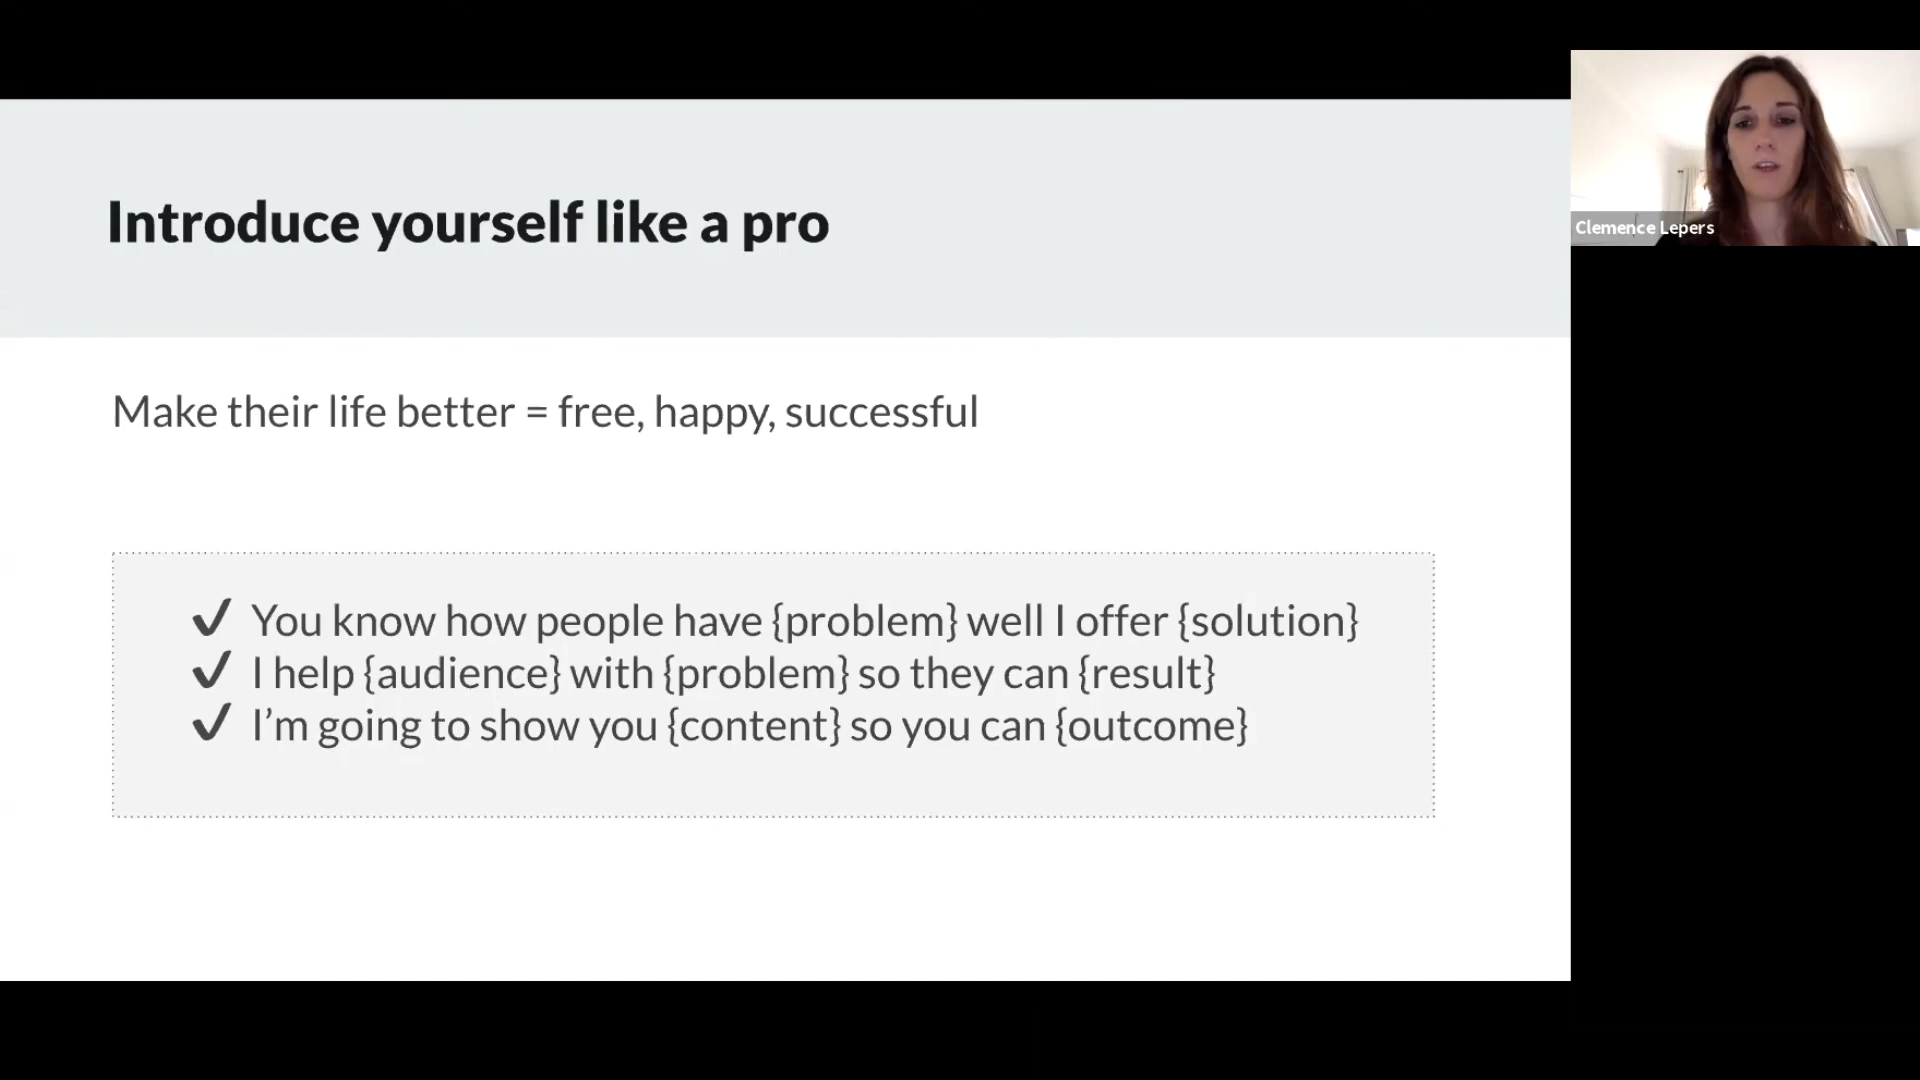 Introduce yourself like a pro
Clemence Lepers
Make their life better = free, happy, successful
✔ You know how people have {problem} well I offer {solution}
✔ I help {audience} with {problem} so they can {result}
✔ I’m going to show you {content} so you can {outcome}